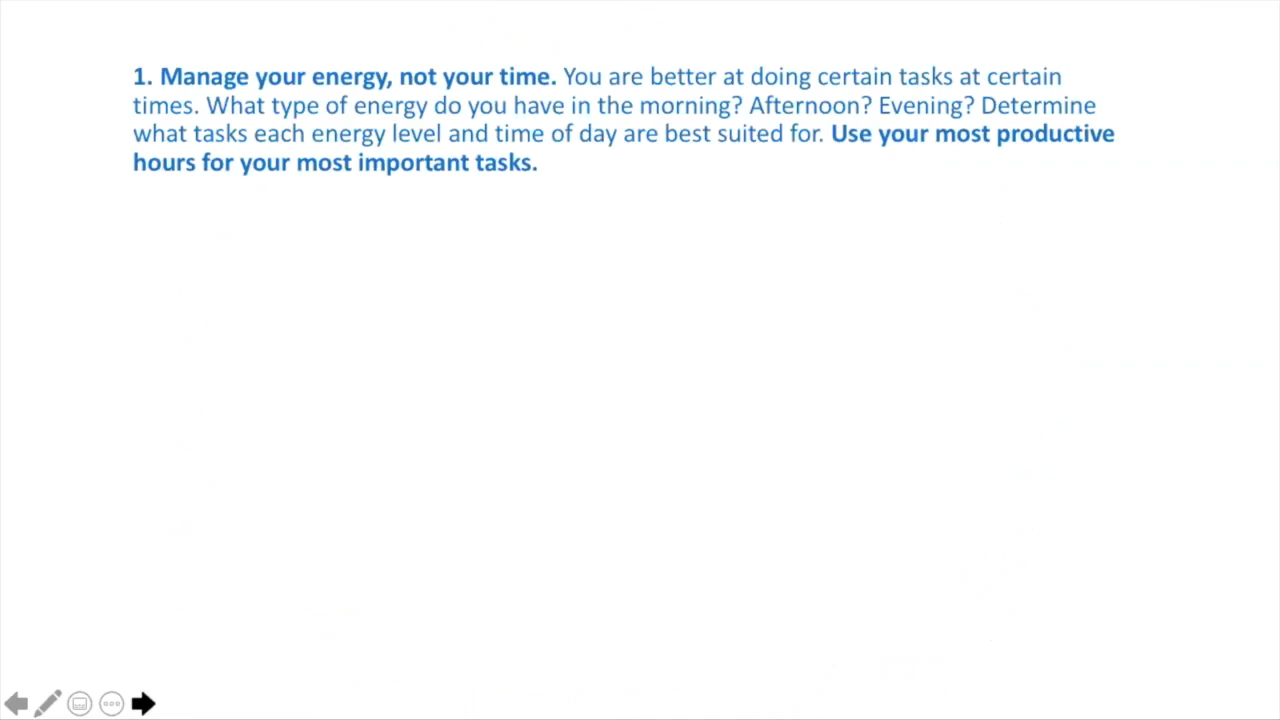 1. Manage your energy, not your time. You are better at doing certain tasks at certain
times. What type of energy do you have in the morning? Afternoon? Evening? Determine
what tasks each energy level and time of day are best suited for. Use your most productive
hours for your most important tasks.